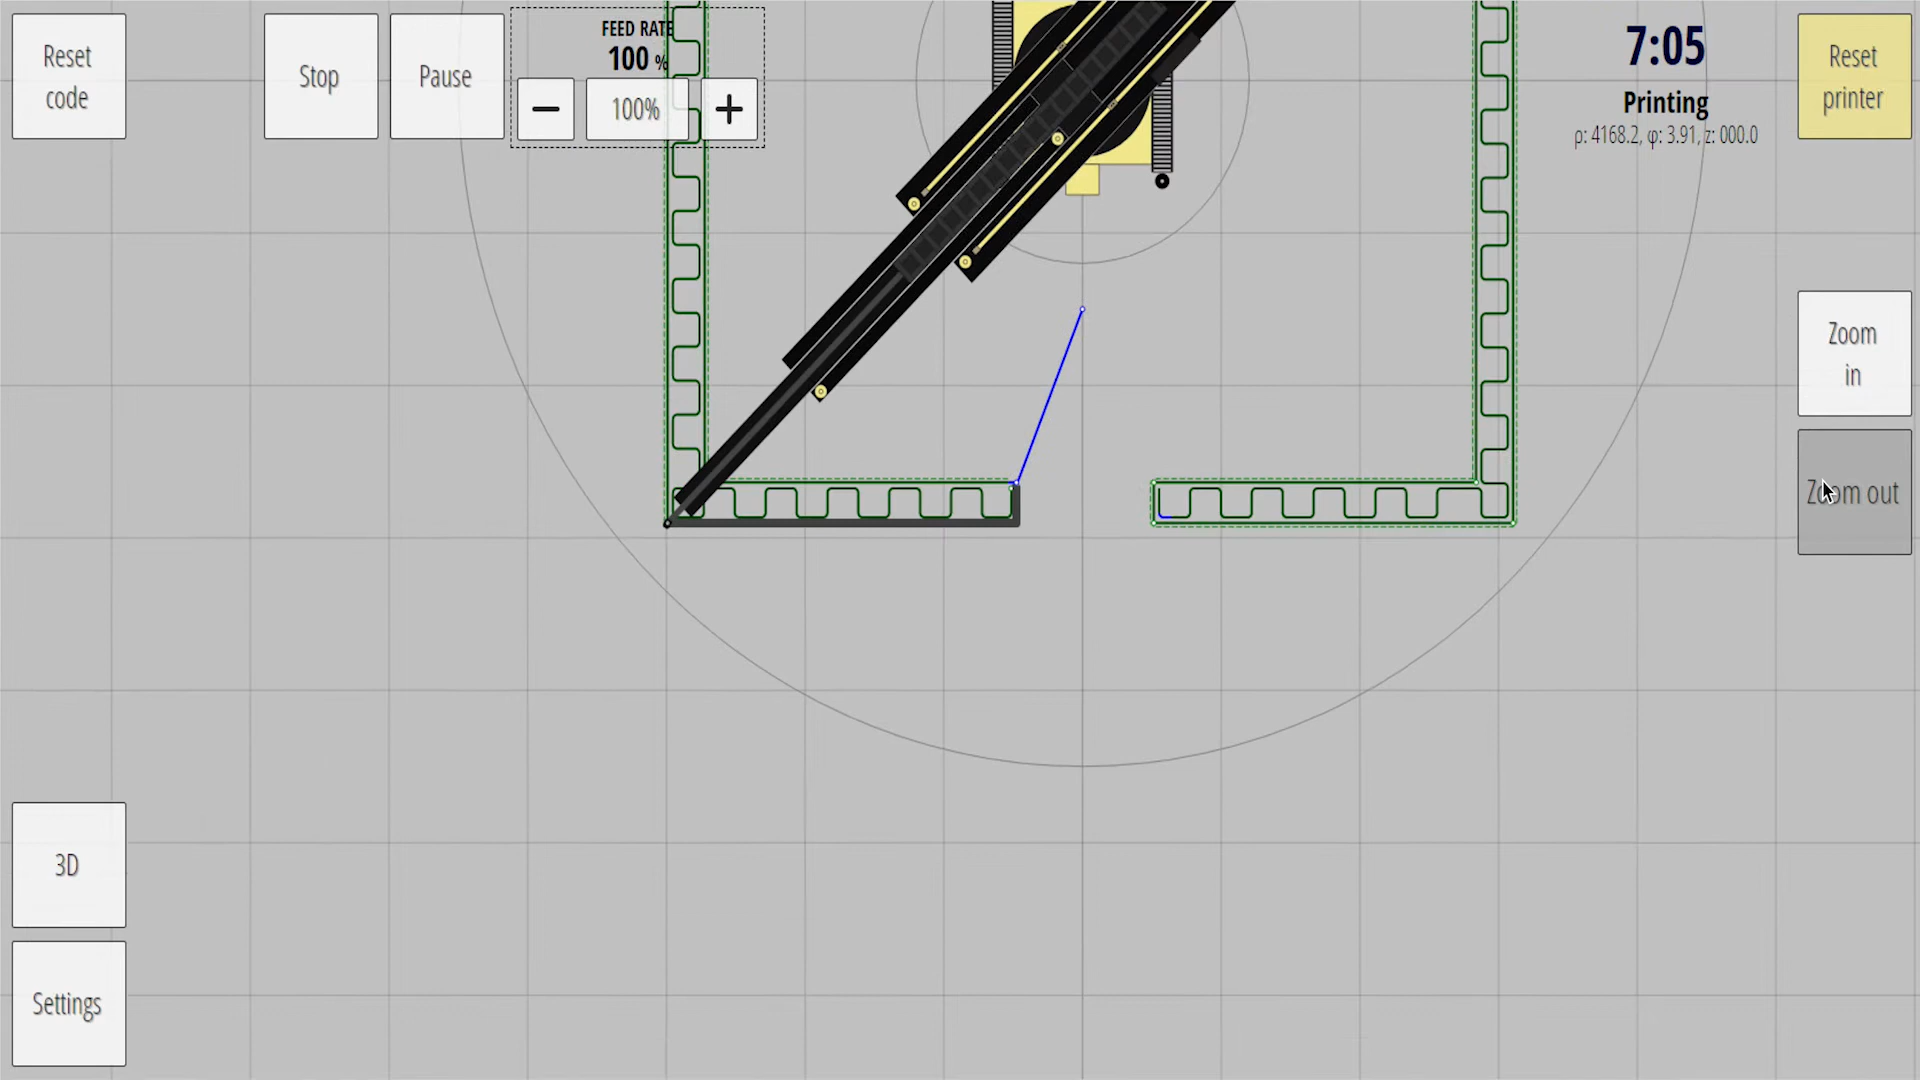 Reset
code
Stop
Pause
FEED RATE
100 %
100%
7:05
Printing
ρ: 4168.2, φ: 3.91, z: 000.0
Reset
printer
Zoom
in
Zoom out
3D
Settings